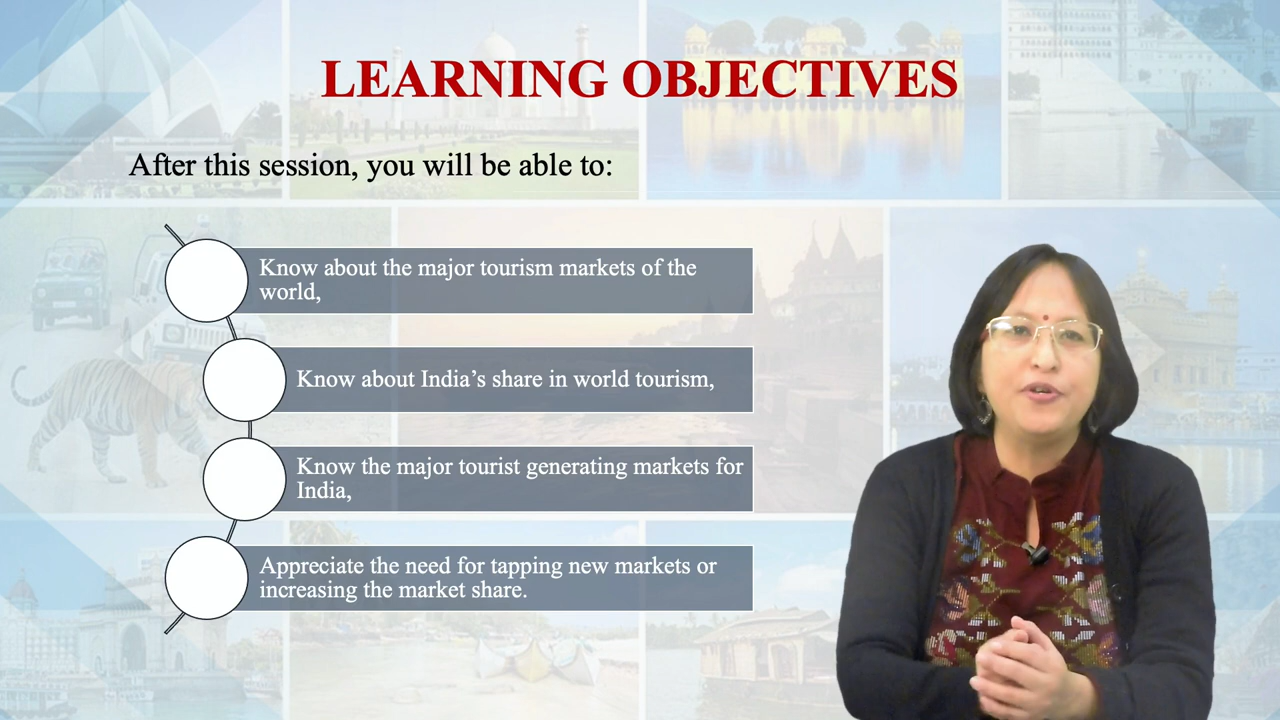 LEARNING OBJECTIVES
After this session, you will be able to:
Know about the major tourism markets of the
world,
Know about India’s share in world tourism,
Know the major tourist generating markets for
India,
Appreciate the need for tapping new markets or
increasing the market share.